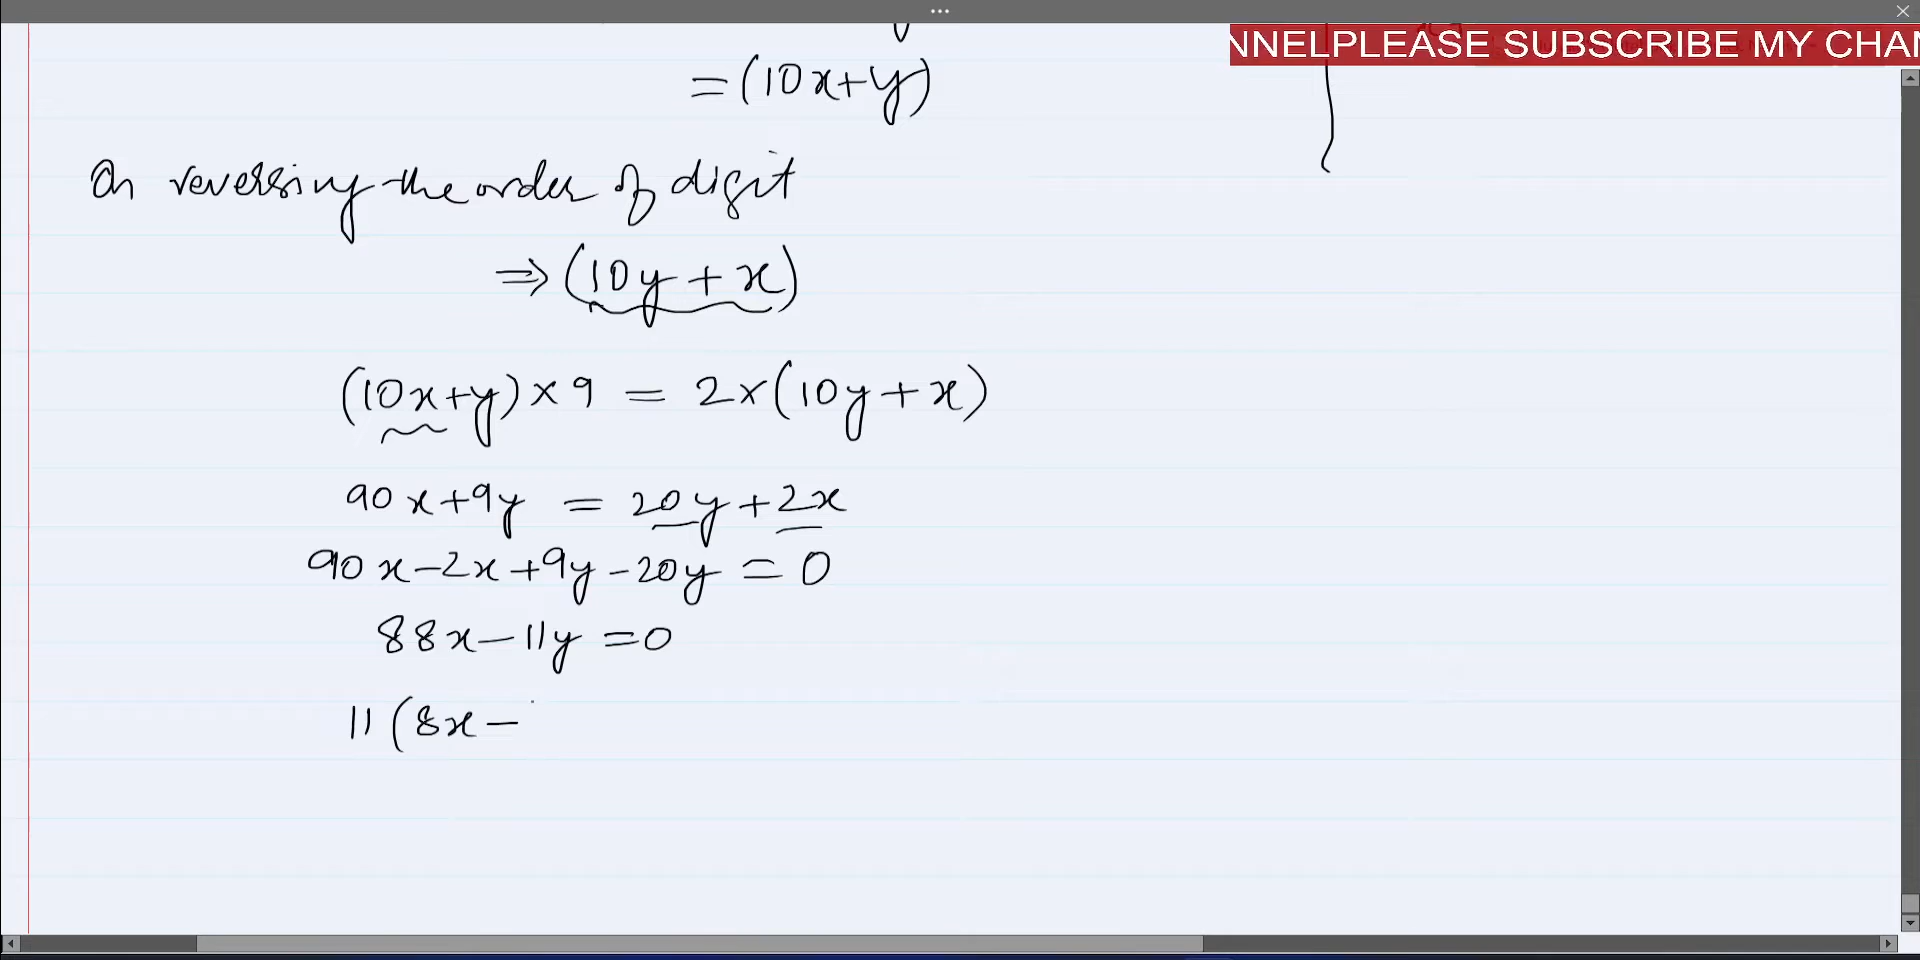 NNELPLEASE SUBSCRIBE MY CHAN
=(10x+y)
On reversing the order of digit
⇒(10y+x)
(10x+y)×9 = 2×(10y+x)
90x+9y = 20y+2x
90x-2x+9y-20y=0
88x-11y=0
11(8x-